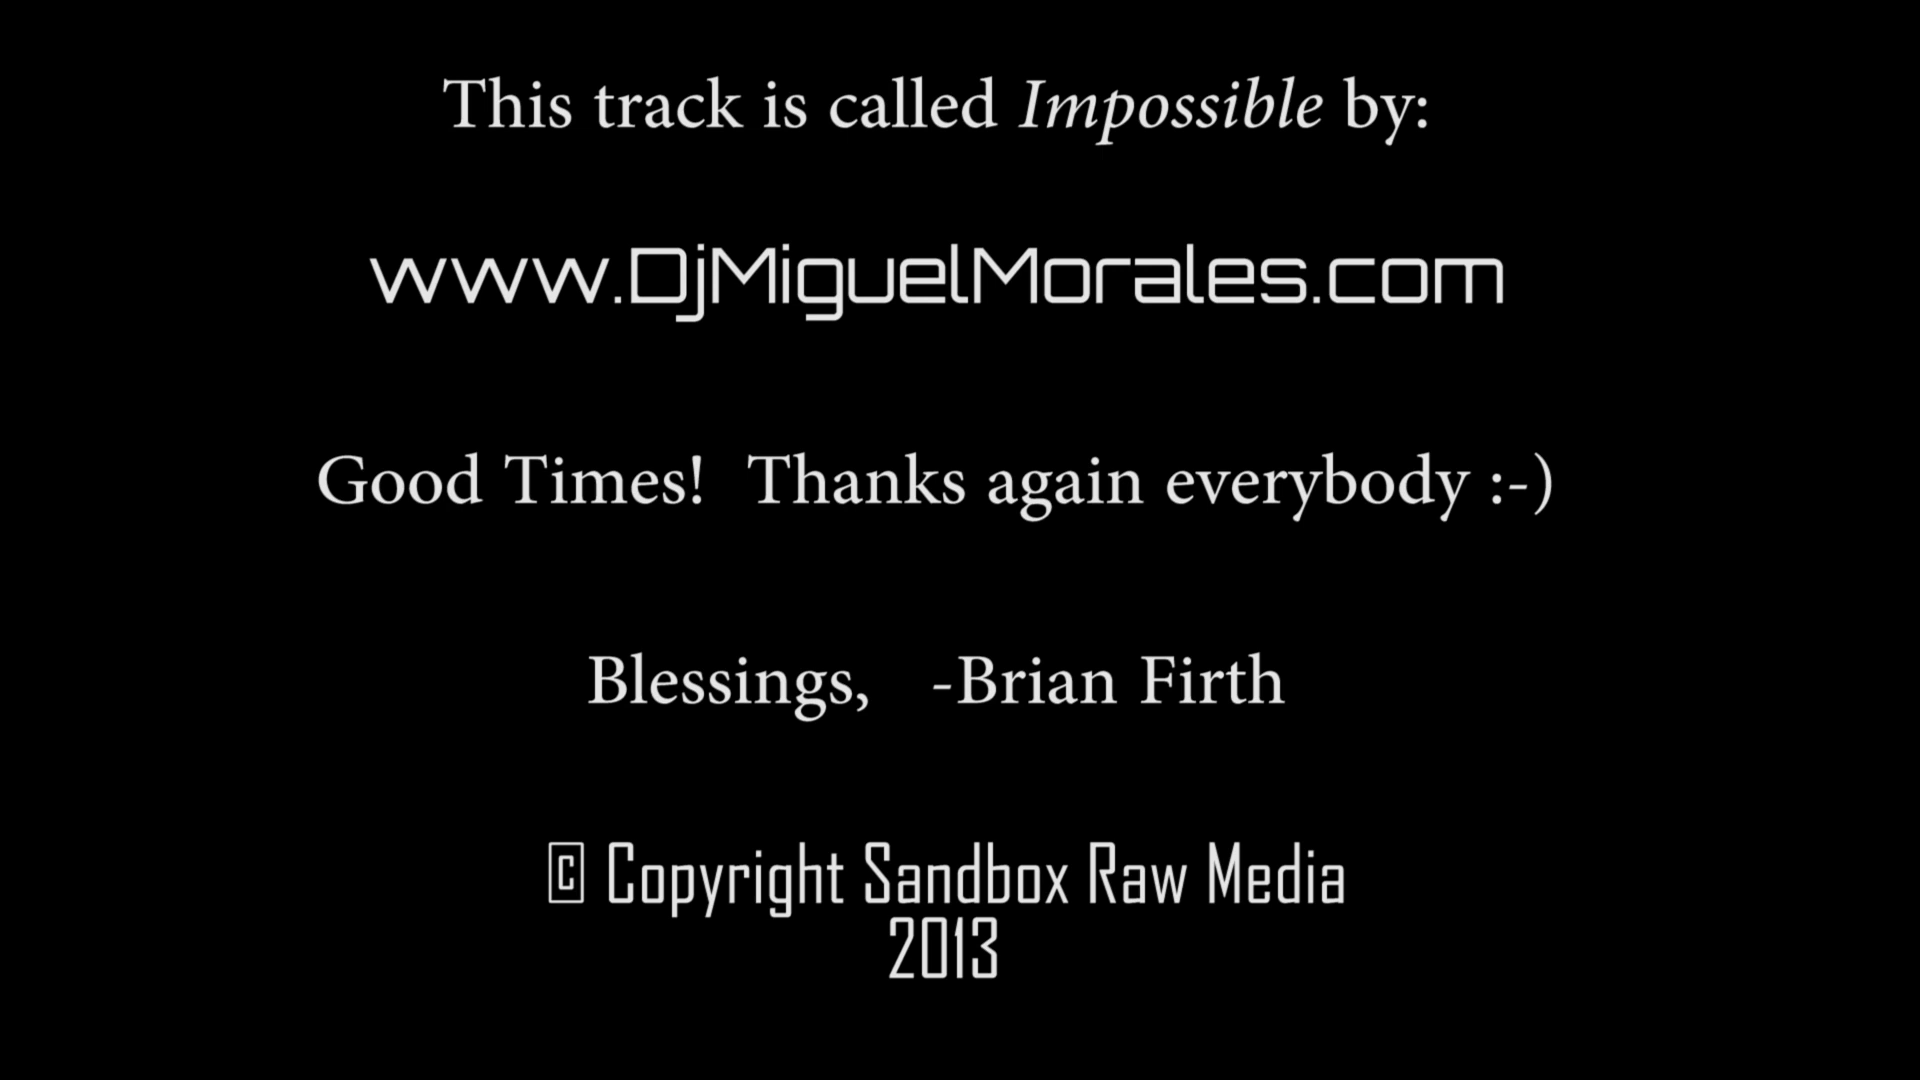 This track is called Impossible by:
www.DjMiguelMorales.com
Good Times!  Thanks again everybody :-)
Blessings,   -Brian Firth
© Copyright Sandbox Raw Media
2013